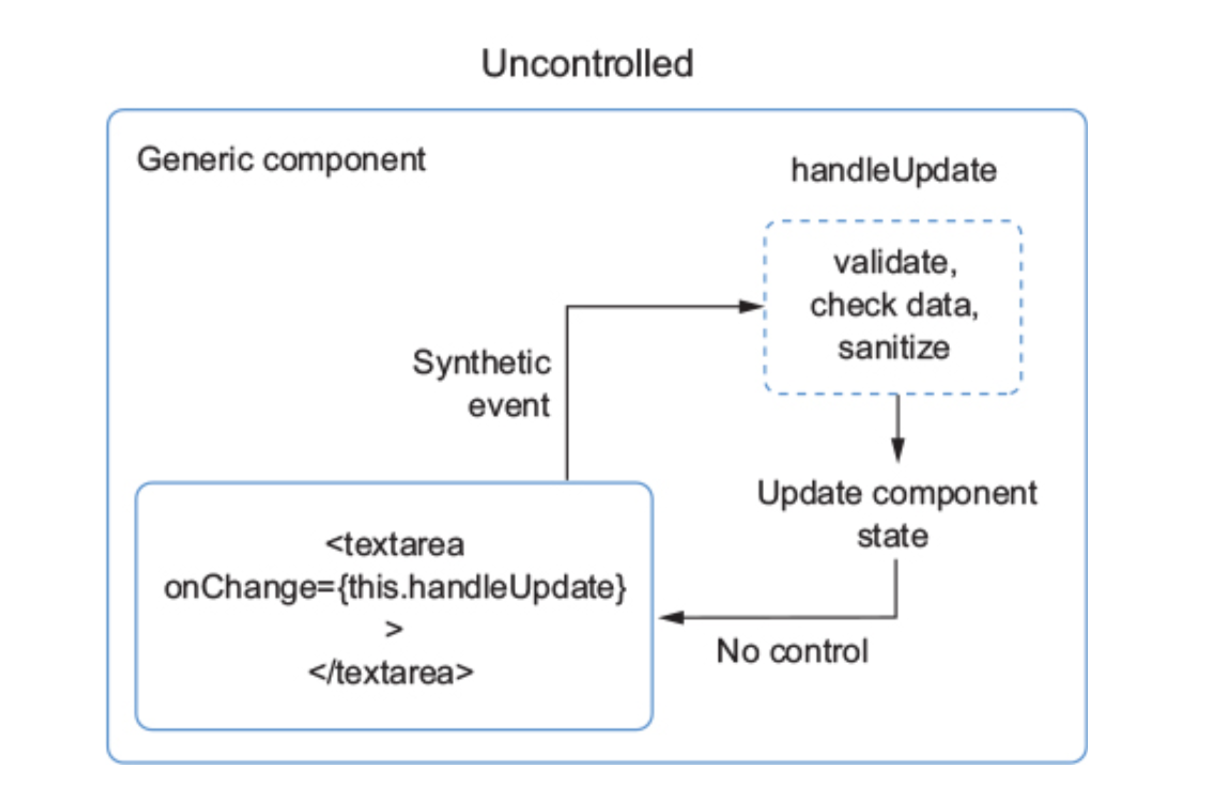 Uncontrolled
Generic component
handleUpdate
validate,
check data,
sanitize
Synthetic
event
Update component
state
<textarea
onChange={this.handleUpdate}
>
</textarea>
No control